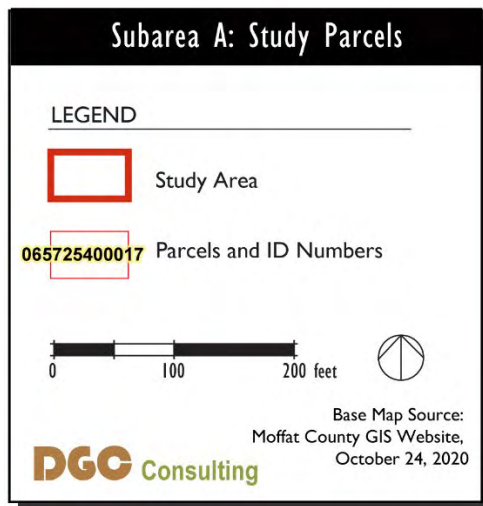 Subarea A: Study Parcels
LEGEND
Study Area
065725400017 Parcels and ID Numbers
0 100 200 feet
Base Map Source:
Moffat County GIS Website,
October 24, 2020
DGC Consulting